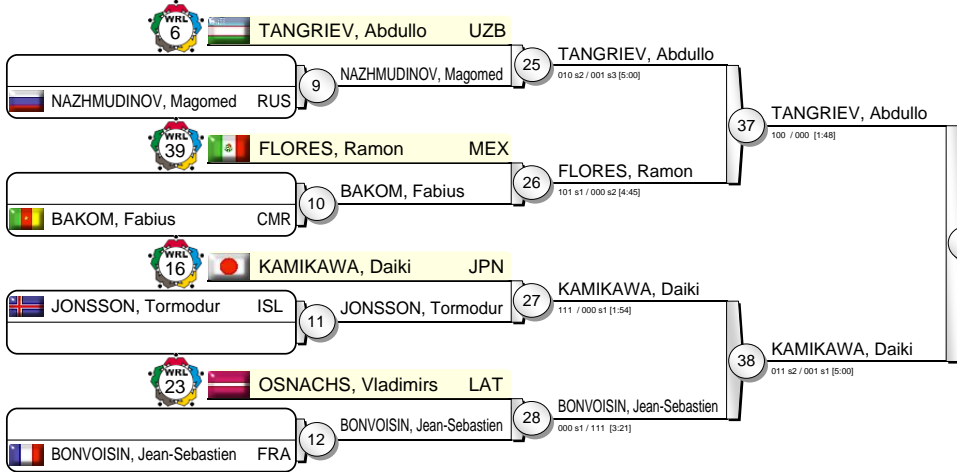 WRL
6
TANGRIEV, Abdullo UZB
NAZHMUDINOV, Magomed RUS
9
NAZHMUDINOV, Magomed
25
TANGRIEV, Abdullo
010 s2 / 001 s3 [5:00]
WRL
39
FLORES, Ramon MEX
BAKOM, Fabius CMR
10
BAKOM, Fabius
26
FLORES, Ramon
101 s1 / 000 s2 [4:45]
37
TANGRIEV, Abdullo
100 / 000 [1:48]
WRL
16
KAMIKAWA, Daiki JPN
JONSSON, Tormodur ISL
11
JONSSON, Tormodur
27
KAMIKAWA, Daiki
111 / 000 s1 [1:54]
WRL
23
OSNACHS, Vladimirs LAT
BONVOISIN, Jean-Sebastien FRA
12
BONVOISIN, Jean-Sebastien
28
BONVOISIN, Jean-Sebastien
000 s1 / 111 [3:21]
38
KAMIKAWA, Daiki
011 s2 / 001 s1 [5:00]